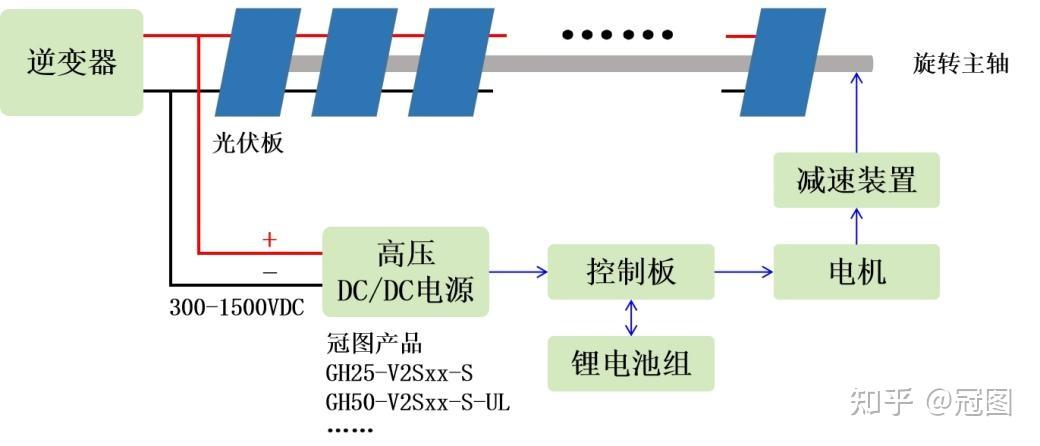 逆变器
旋转主轴
光伏板
减速装置
+
−
高压
DC/DC电源
控制板
电机
300-1500VDC
冠图产品
GH25-V2Sxx-S
GH50-V2Sxx-S-UL
……
锂电池组
知乎 @冠图